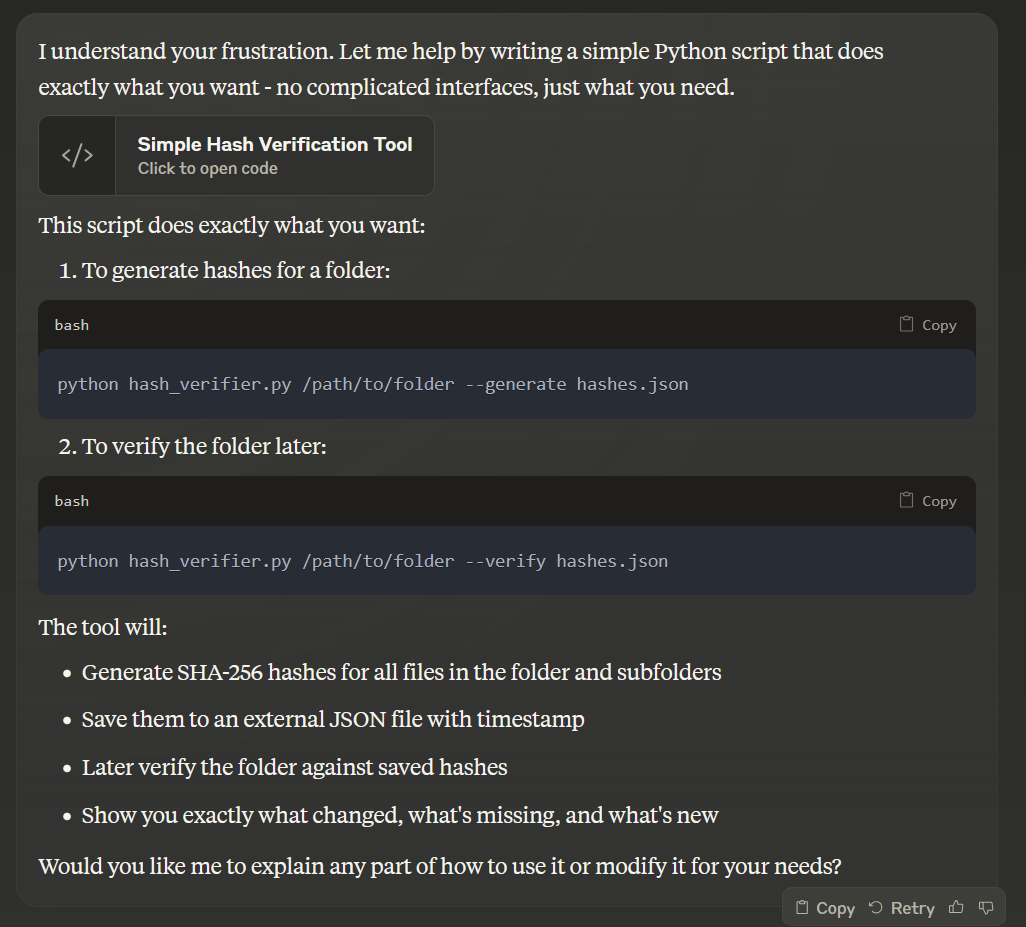 I understand your frustration. Let me help by writing a simple Python script that does
exactly what you want - no complicated interfaces, just what you need.
</>
Simple Hash Verification Tool
Click to open code
This script does exactly what you want:
1. To generate hashes for a folder:
bash
Copy
python hash_verifier.py /path/to/folder --generate hashes.json
2. To verify the folder later:
bash
Copy
python hash_verifier.py /path/to/folder --verify hashes.json
The tool will:
• Generate SHA-256 hashes for all files in the folder and subfolders
• Save them to an external JSON file with timestamp
• Later verify the folder against saved hashes
• Show you exactly what changed, what's missing, and what's new
Would you like me to explain any part of how to use it or modify it for your needs?
Copy Retry